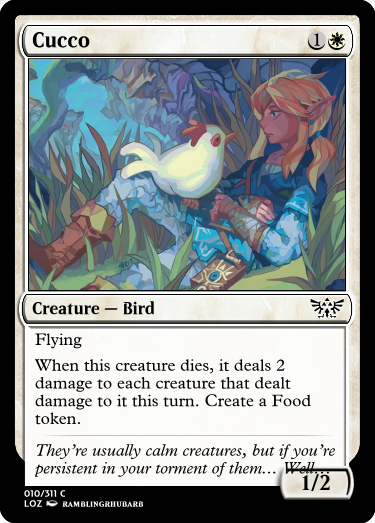 Cucco 1
Creature — Bird
Flying
When this creature dies, it deals 2
damage to each creature that dealt
damage to it this turn. Create a Food
token.
They’re usually calm creatures, but if you’re
persistent in your torment of them… Well…
1/2
010/311 C
LOZ RAMBLINGRHUBARB